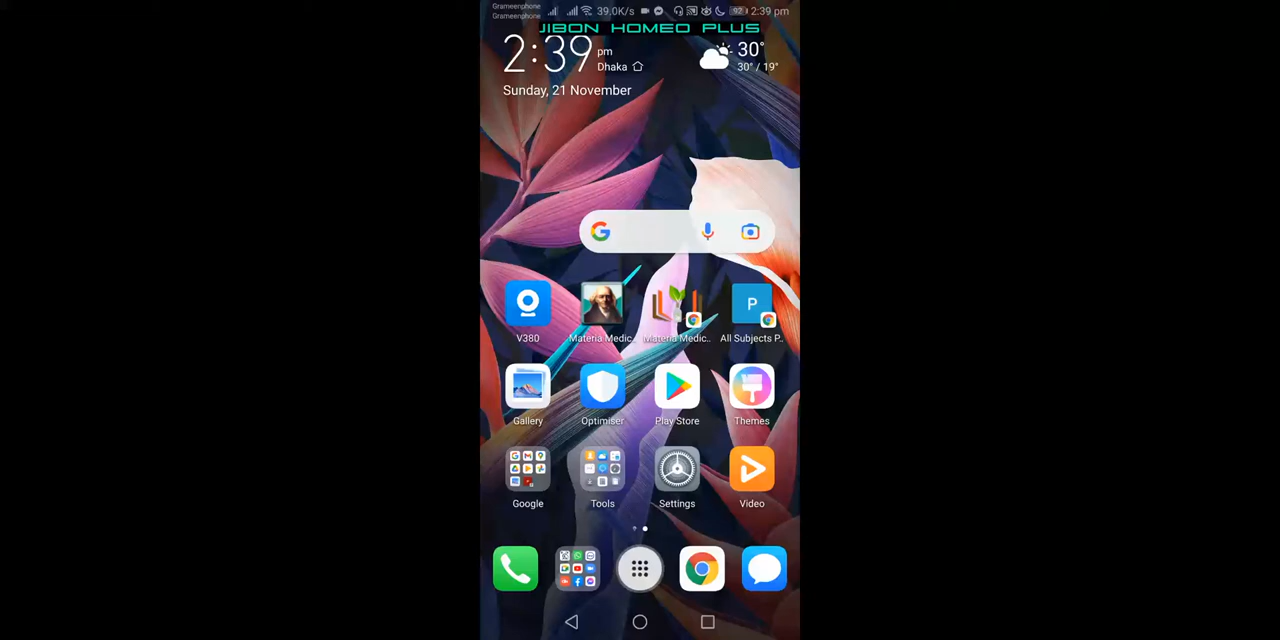 Grameenphone
Grameenphone
39.0K/s
92
2:39 pm
JIBON HOMEO PLUS
2:39
pm
Dhaka
30°
30° / 19°
Sunday, 21 November
V380
Materia Medic..
Materia Medic..
All Subjects P..
P
Gallery
Optimiser
Play Store
Themes
Google
Tools
Settings
Video